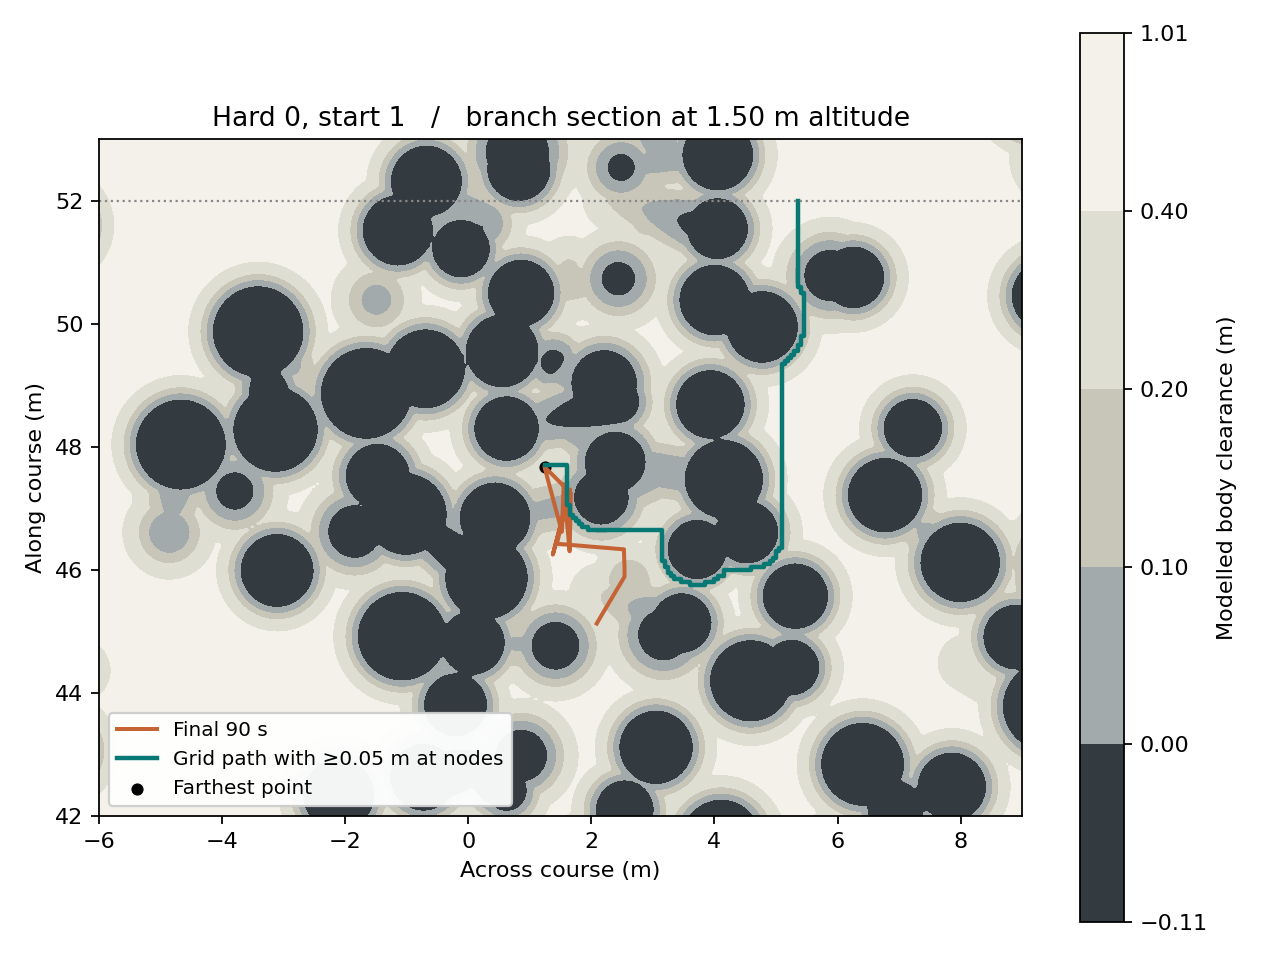 Hard 0, start 1   /   branch section at 1.50 m altitude
1.01
0.40
0.20
0.10
0.00
−0.11
Modelled body clearance (m)
52
50
48
46
44
42
Along course (m)
Final 90 s
Grid path with ≥0.05 m at nodes
Farthest point
−6 −4 −2 0 2 4 6 8
Across course (m)